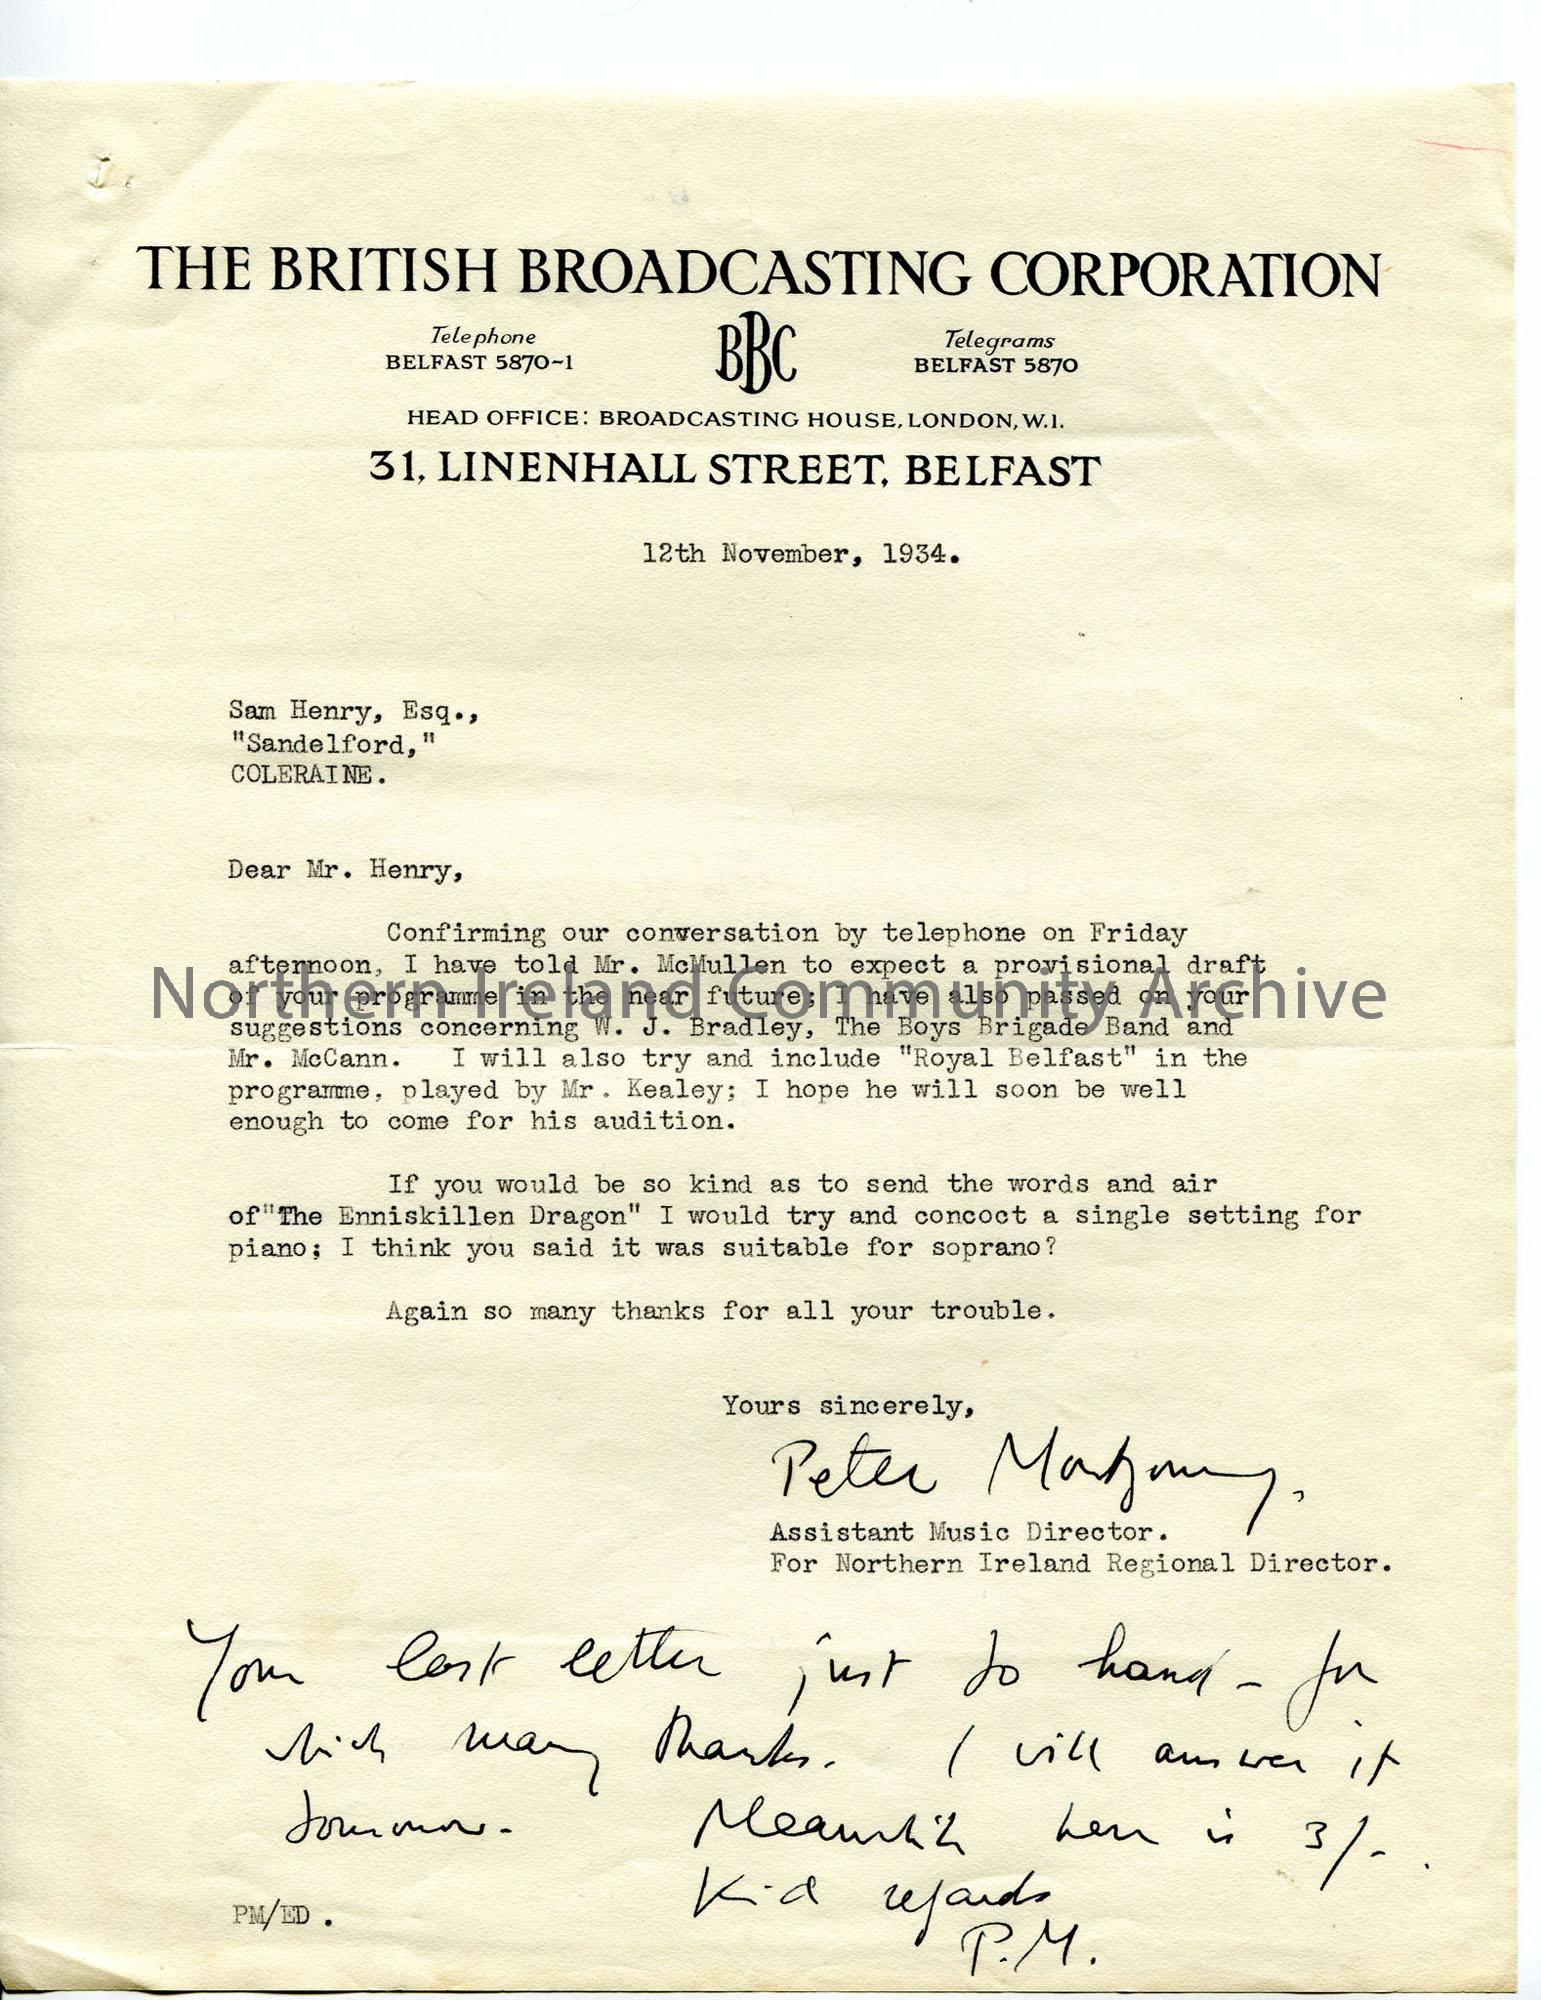 THE BRITISH BROADCASTING CORPORATION
Telephone
BELFAST 5870-1
BBC
Telegrams
BELFAST 5870
HEAD OFFICE: BROADCASTING HOUSE, LONDON, W.1.
31, LINENHALL STREET, BELFAST
12th November, 1934.
Sam Henry, Esq.,
"Sandelford,"
COLERAINE.
Dear Mr. Henry,
Confirming our conversation by telephone on Friday
afternoon, I have told Mr. McMullen to expect a provisional draft
Northern Ireland Community Archive
of your programme in the near future; I have also passed on your
suggestions concerning W. J. Bradley, The Boys Brigade Band and
Mr. McCann. I will also try and include "Royal Belfast" in the
programme, played by Mr. Kealey; I hope he will soon be well
enough to come for his audition.
If you would be so kind as to send the words and air
of "The Enniskillen Dragon" I would try and concoct a single setting for
piano; I think you said it was suitable for soprano?
Again so many thanks for all your trouble.
Yours sincerely,
Peter Montgomery.
Assistant Music Director.
For Northern Ireland Regional Director.
Your last letter just to hand - for
which many thanks. I will answer it
tomorrow. Meanwhile here is 3/-.
Kind regards
P.M.
PM/ED.